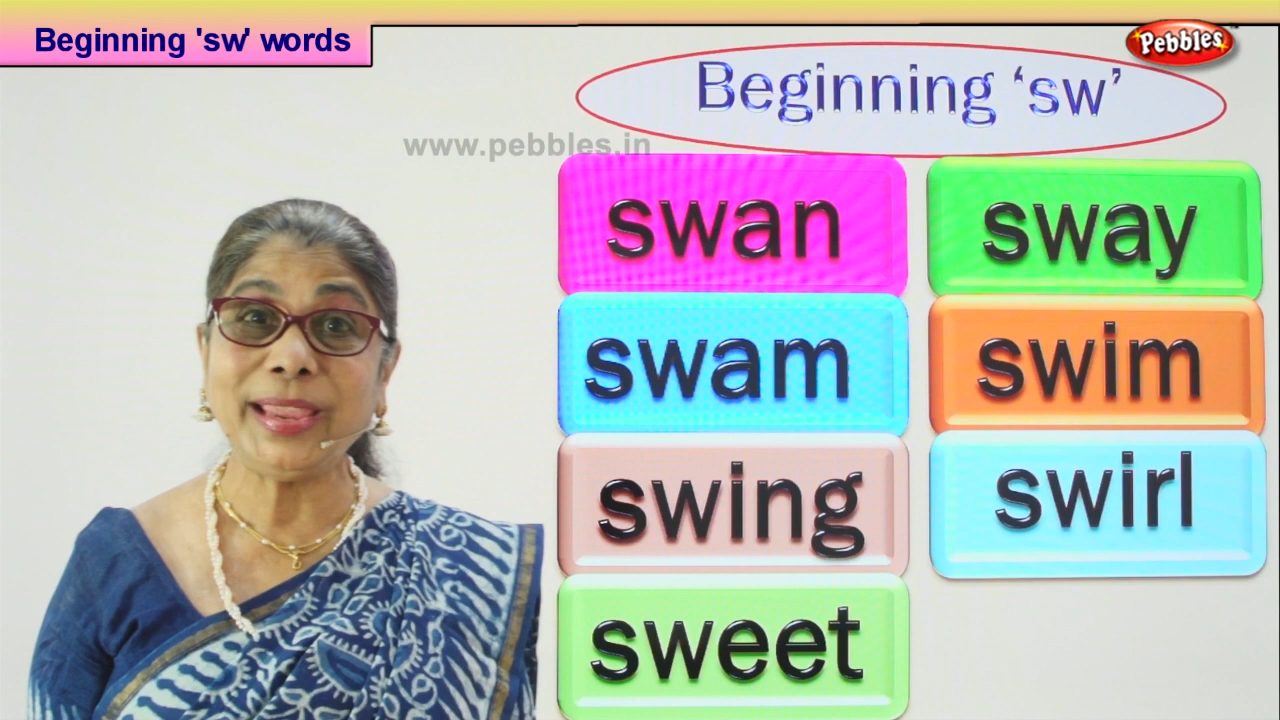 Beginning 'sw' words
Pebbles
Beginning ‘sw’
www.pebbles.in
swan
sway
swam
swim
swing
swirl
sweet